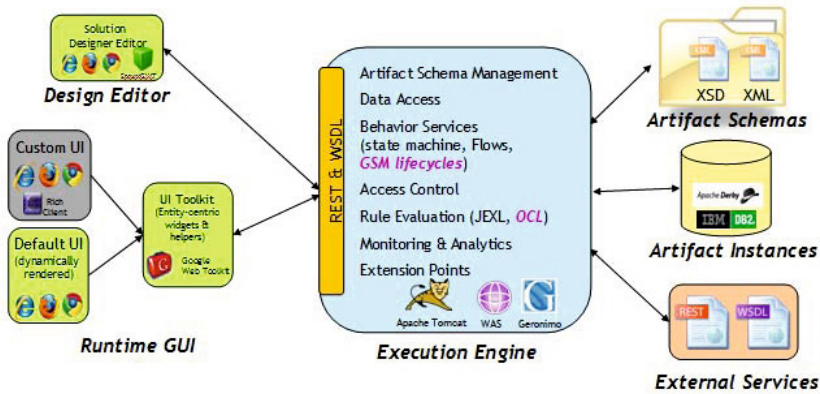 Solution
Designer Editor
Design Editor
Custom UI
Rich
Client
Default UI
(dynamically
rendered)
UI Toolkit
(Entity-centric
widgets &
helpers)
Google
Web Toolkit
Runtime GUI
REST & WSDL
Artifact Schema Management
Data Access
Behavior Services
(state machine, Flows,
GSM lifecycles)
Access Control
Rule Evaluation (JEXL, OCL)
Monitoring & Analytics
Extension Points
Apache Tomcat
WAS
Geronimo
Execution Engine
XML
XML
XSD
XML
Artifact Schemas
Apache Derby
IBM DB2.
Artifact Instances
REST
WSDL
External Services